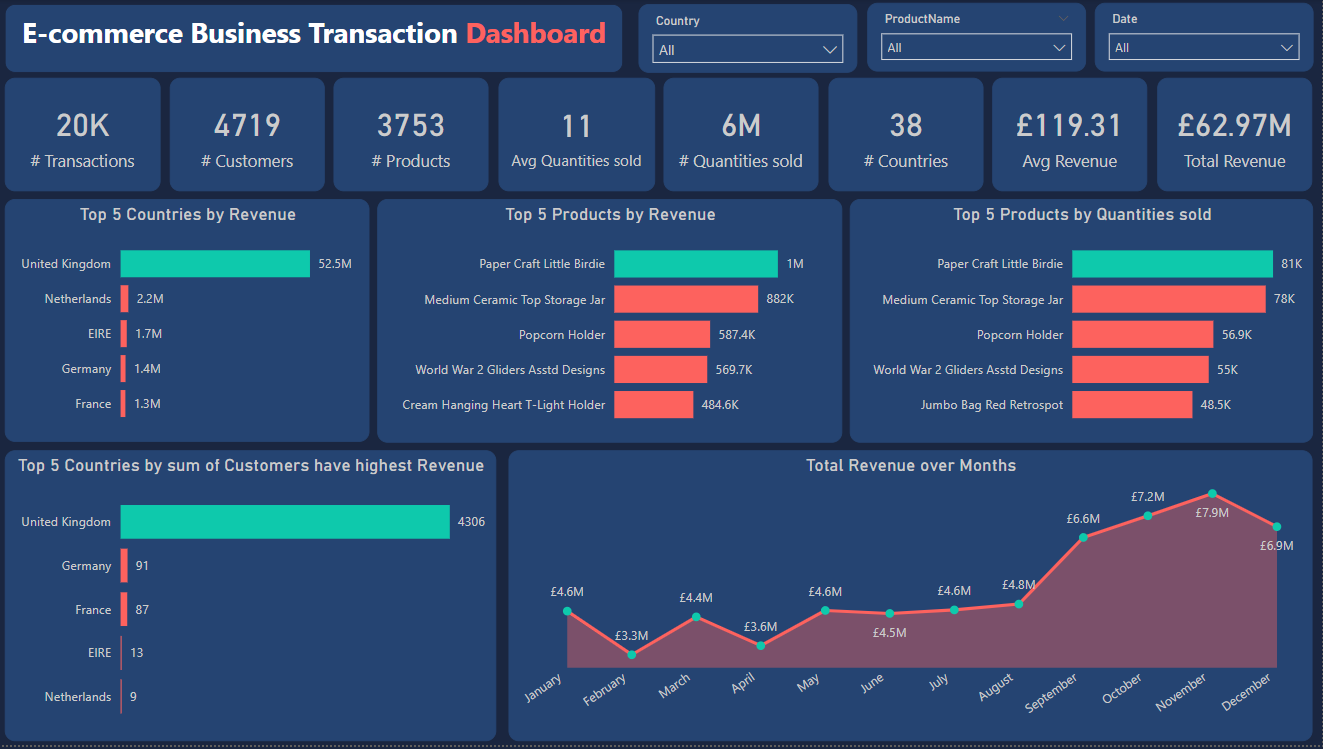 E-commerce Business Transaction Dashboard
Country
All
ProductName
All
Date
All
20K
# Transactions
4719
# Customers
3753
# Products
11
Avg Quantities sold
6M
# Quantities sold
38
# Countries
£119.31
Avg Revenue
£62.97M
Total Revenue
Top 5 Countries by Revenue
United Kingdom 52.5M
Netherlands 2.2M
EIRE 1.7M
Germany 1.4M
France 1.3M
Top 5 Products by Revenue
Paper Craft Little Birdie 1M
Medium Ceramic Top Storage Jar 882K
Popcorn Holder 587.4K
World War 2 Gliders Asstd Designs 569.7K
Cream Hanging Heart T-Light Holder 484.6K
Top 5 Products by Quantities sold
Paper Craft Little Birdie 81K
Medium Ceramic Top Storage Jar 78K
Popcorn Holder 56.9K
World War 2 Gliders Asstd Designs 55K
Jumbo Bag Red Retrospot 48.5K
Top 5 Countries by sum of Customers have highest Revenue
United Kingdom 4306
Germany 91
France 87
EIRE 13
Netherlands 9
Total Revenue over Months
£4.6M £3.3M £4.4M £3.6M £4.6M £4.5M £4.6M £4.8M £6.6M £7.2M £7.9M £6.9M
January February March April May June July August September October November December